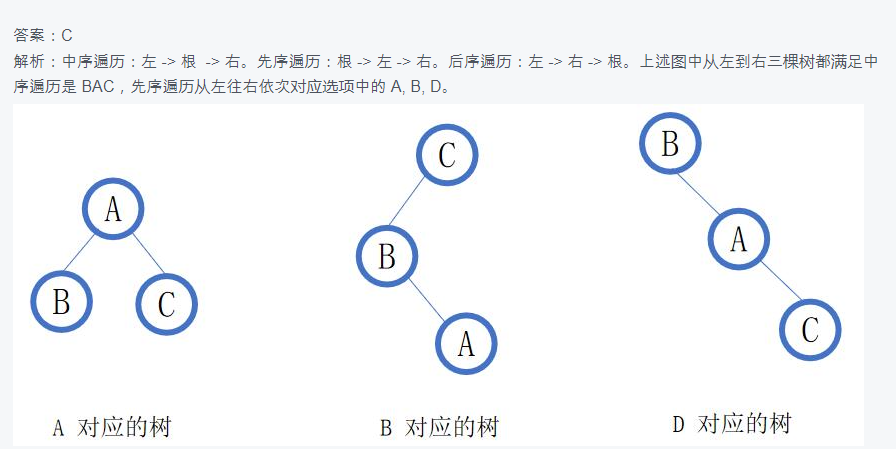 答案：C
解析：中序遍历：左 -> 根 -> 右。先序遍历：根 -> 左 -> 右。后序遍历：左 -> 右 -> 根。上述图中从左到右三棵树都满足中
序遍历是 BAC，先序遍历从左往右依次对应选项中的 A, B, D。
C
B
A
B
A
B
C
A
C
A 对应的树
B 对应的树
D 对应的树